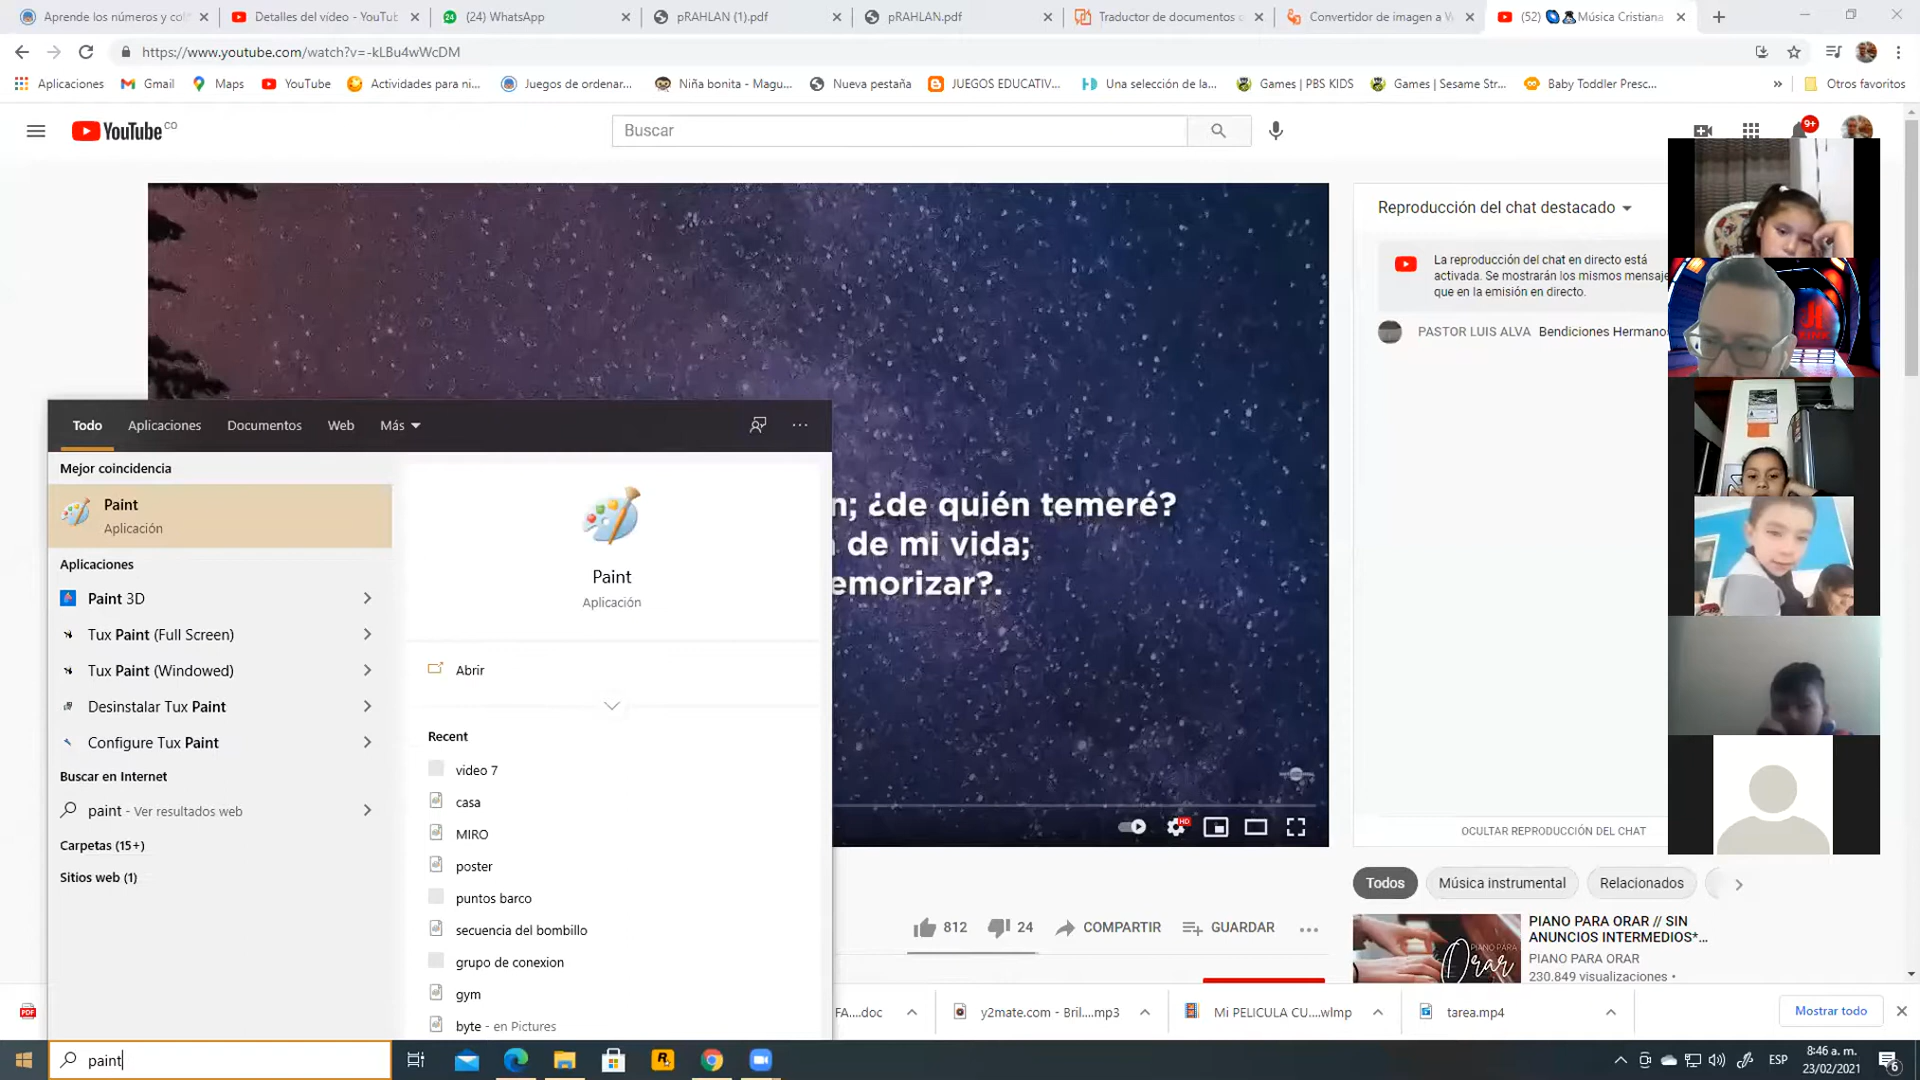 Aprende los números y col
Detalles del vídeo - YouTub
(24) WhatsApp
pRAHLAN (1).pdf
pRAHLAN.pdf
Traductor de documentos
Convertidor de imagen a W
(52) Música Cristiana
https://www.youtube.com/watch?v=-kLBu4wWcDM
Aplicaciones
Gmail
Maps
YouTube
Actividades para ni...
Juegos de ordenar...
Niña bonita - Magu...
Nueva pestaña
JUEGOS EDUCATIV...
Una selección de la...
Games | PBS KIDS
Games | Sesame Str...
Baby Toddler Presc...
»
Otros favoritos
YouTube CO
Buscar
9+
Reproducción del chat destacado
La reproducción del chat en directo está
activada. Se mostrarán los mismos mensaje
que en la emisión en directo.
PASTOR LUIS ALVA Bendiciones Hermano
n; ¿de quién temeré?
de mi vida;
emorizar?.
HD
Todo
Aplicaciones
Documentos
Web
Más
Mejor coincidencia
Paint
Aplicación
Aplicaciones
Paint 3D
Tux Paint (Full Screen)
Tux Paint (Windowed)
Desinstalar Tux Paint
Configure Tux Paint
Buscar en Internet
paint - Ver resultados web
Carpetas (15+)
Sitios web (1)
Paint
Aplicación
Abrir
Recent
video 7
casa
MIRO
poster
puntos barco
secuencia del bombillo
grupo de conexion
gym
byte - en Pictures
OCULTAR REPRODUCCIÓN DEL CHAT
Todos
Música instrumental
Relacionados
812
24
COMPARTIR
GUARDAR
PIANO PARA
Orar
PIANO PARA ORAR // SIN
ANUNCIOS INTERMEDIOS*...
PIANO PARA ORAR
230.849 visualizaciones •
PDF
FA....doc
y2mate.com - Bril....mp3
Mi PELICULA CU....wlmp
tarea.mp4
Mostrar todo
paint
ESP
8:46 a. m.
23/02/2021
6